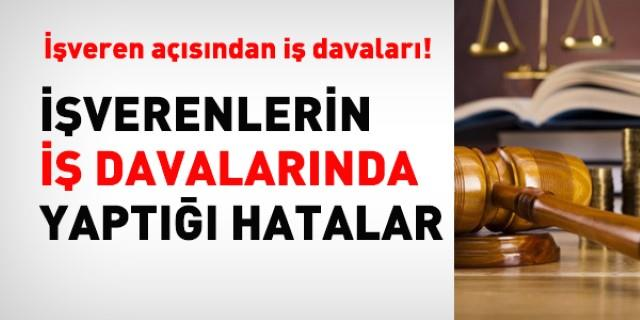 İşveren açısından iş davaları!
İŞVERENLERİN
İŞ DAVALARINDA
YAPTIĞI HATALAR